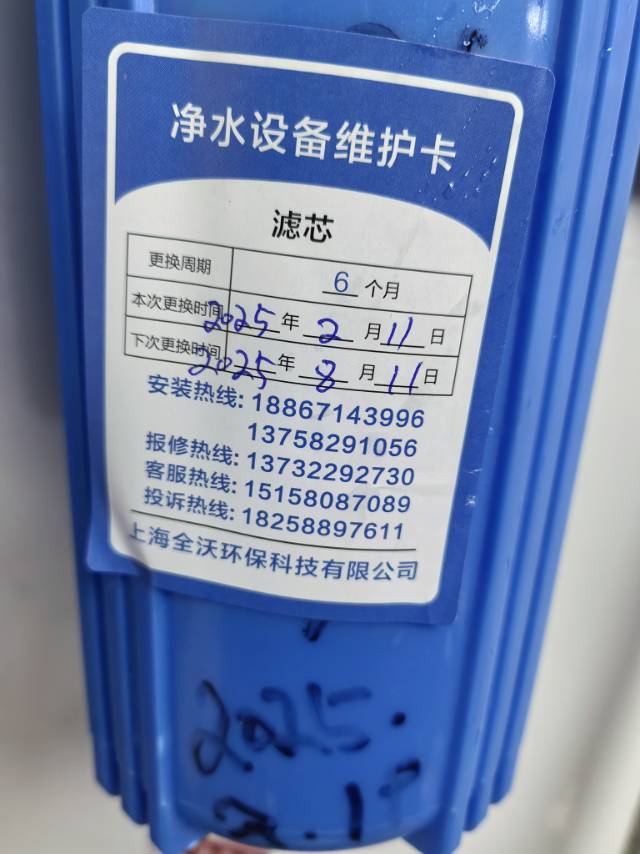 净水设备维护卡
滤芯
更换周期 6 个月
本次更换时间 2025 年 2 月 11 日
下次更换时间 2025 年 8 月 11 日
安装热线: 18867143996
13758291056
报修热线: 13732292730
客服热线: 15158087089
投诉热线: 18258897611
上海全沃环保科技有限公司
2025.